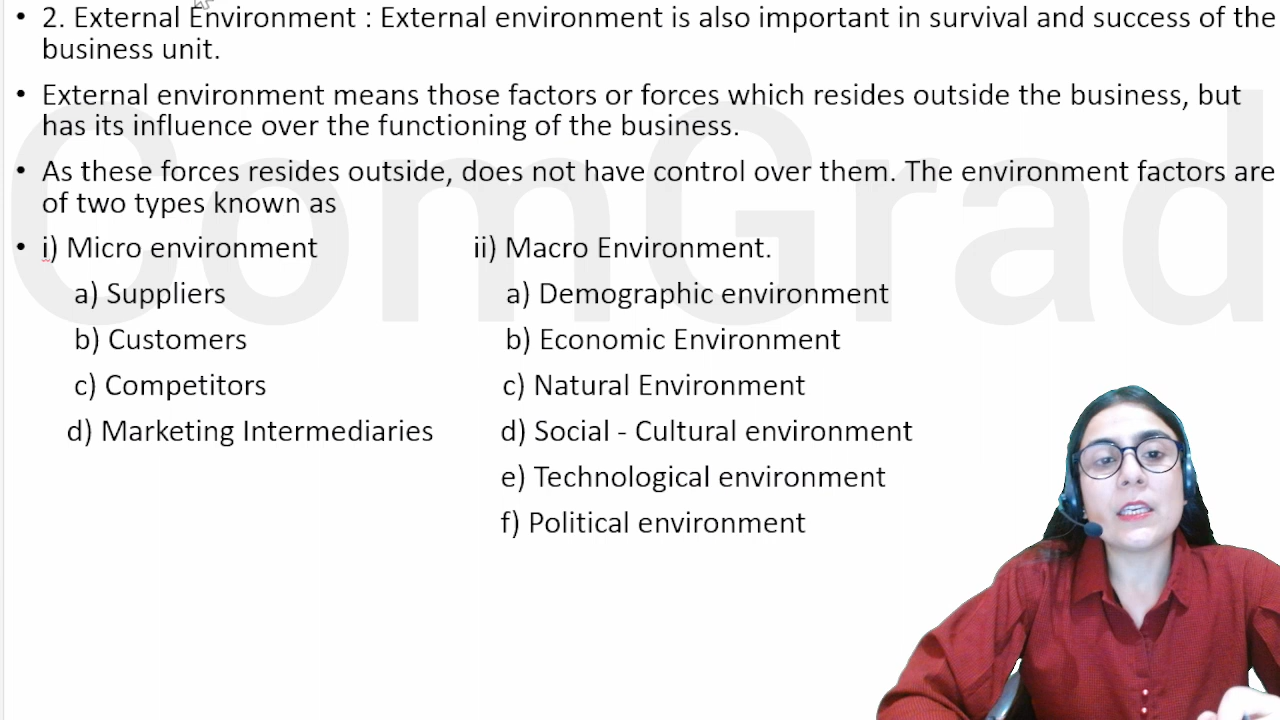 • 2. External Environment : External environment is also important in survival and success of the
business unit.
• External environment means those factors or forces which resides outside the business, but
has its influence over the functioning of the business.
• As these forces resides outside, does not have control over them. The environment factors are
of two types known as
• i) Micro environment ii) Macro Environment.
a) Suppliers a) Demographic environment
b) Customers b) Economic Environment
c) Competitors c) Natural Environment
d) Marketing Intermediaries d) Social - Cultural environment
e) Technological environment
f) Political environment
ComGrad